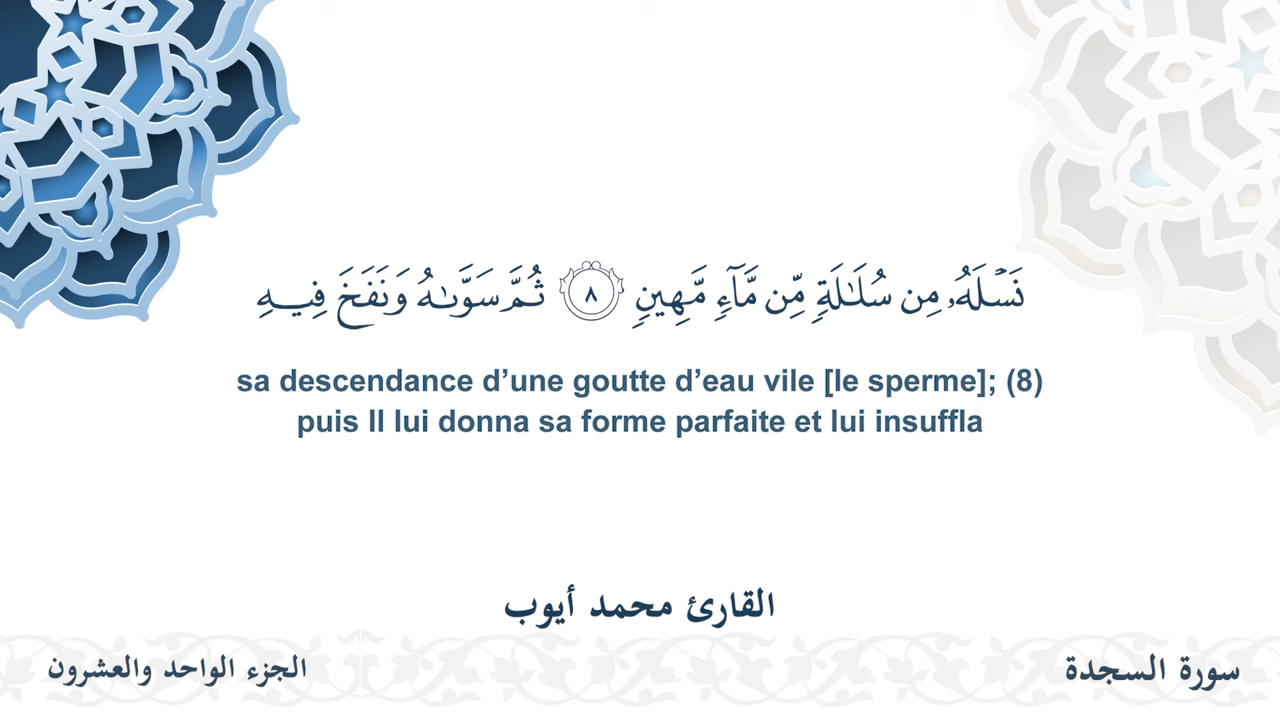 نَسْلَهُۥ مِن سُلَٰلَةٍ مِّن مَّآءٍ مَّهِينٍ ٨ ثُمَّ سَوَّىٰهُ وَنَفَخَ فِيهِ
sa descendance d’une goutte d’eau vile [le sperme]; (8)
puis Il lui donna sa forme parfaite et lui insuffla
القارئ محمد أيوب
سورة السجدة
الجزء الواحد والعشرون